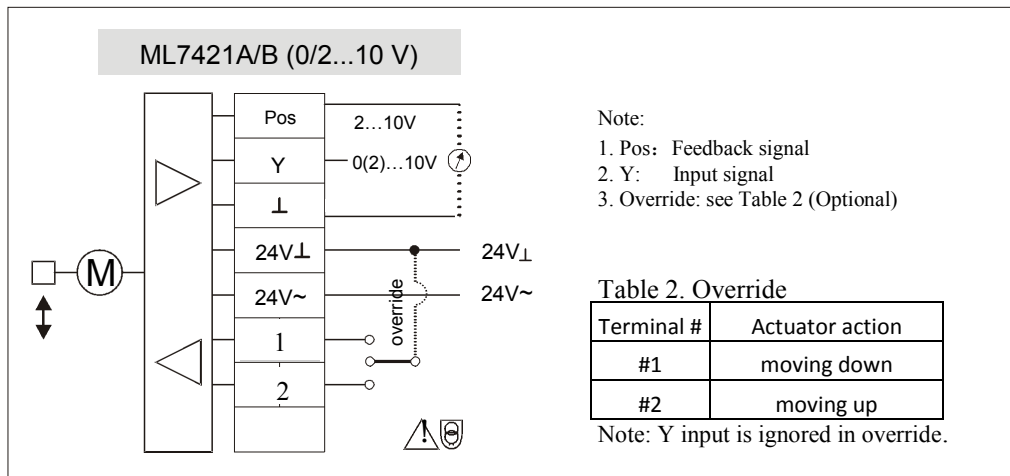 ML7421A/B (0/2...10 V)
Pos
2…10V
Y
0(2)…10V
⊥
24V⊥
24V⊥
24V~
24V~
1
2
override
M
Note:
1. Pos: Feedback signal
2. Y: Input signal
3. Override: see Table 2 (Optional)
Table 2. Override
Terminal # Actuator action
#1 moving down
#2 moving up
Note: Y input is ignored in override.